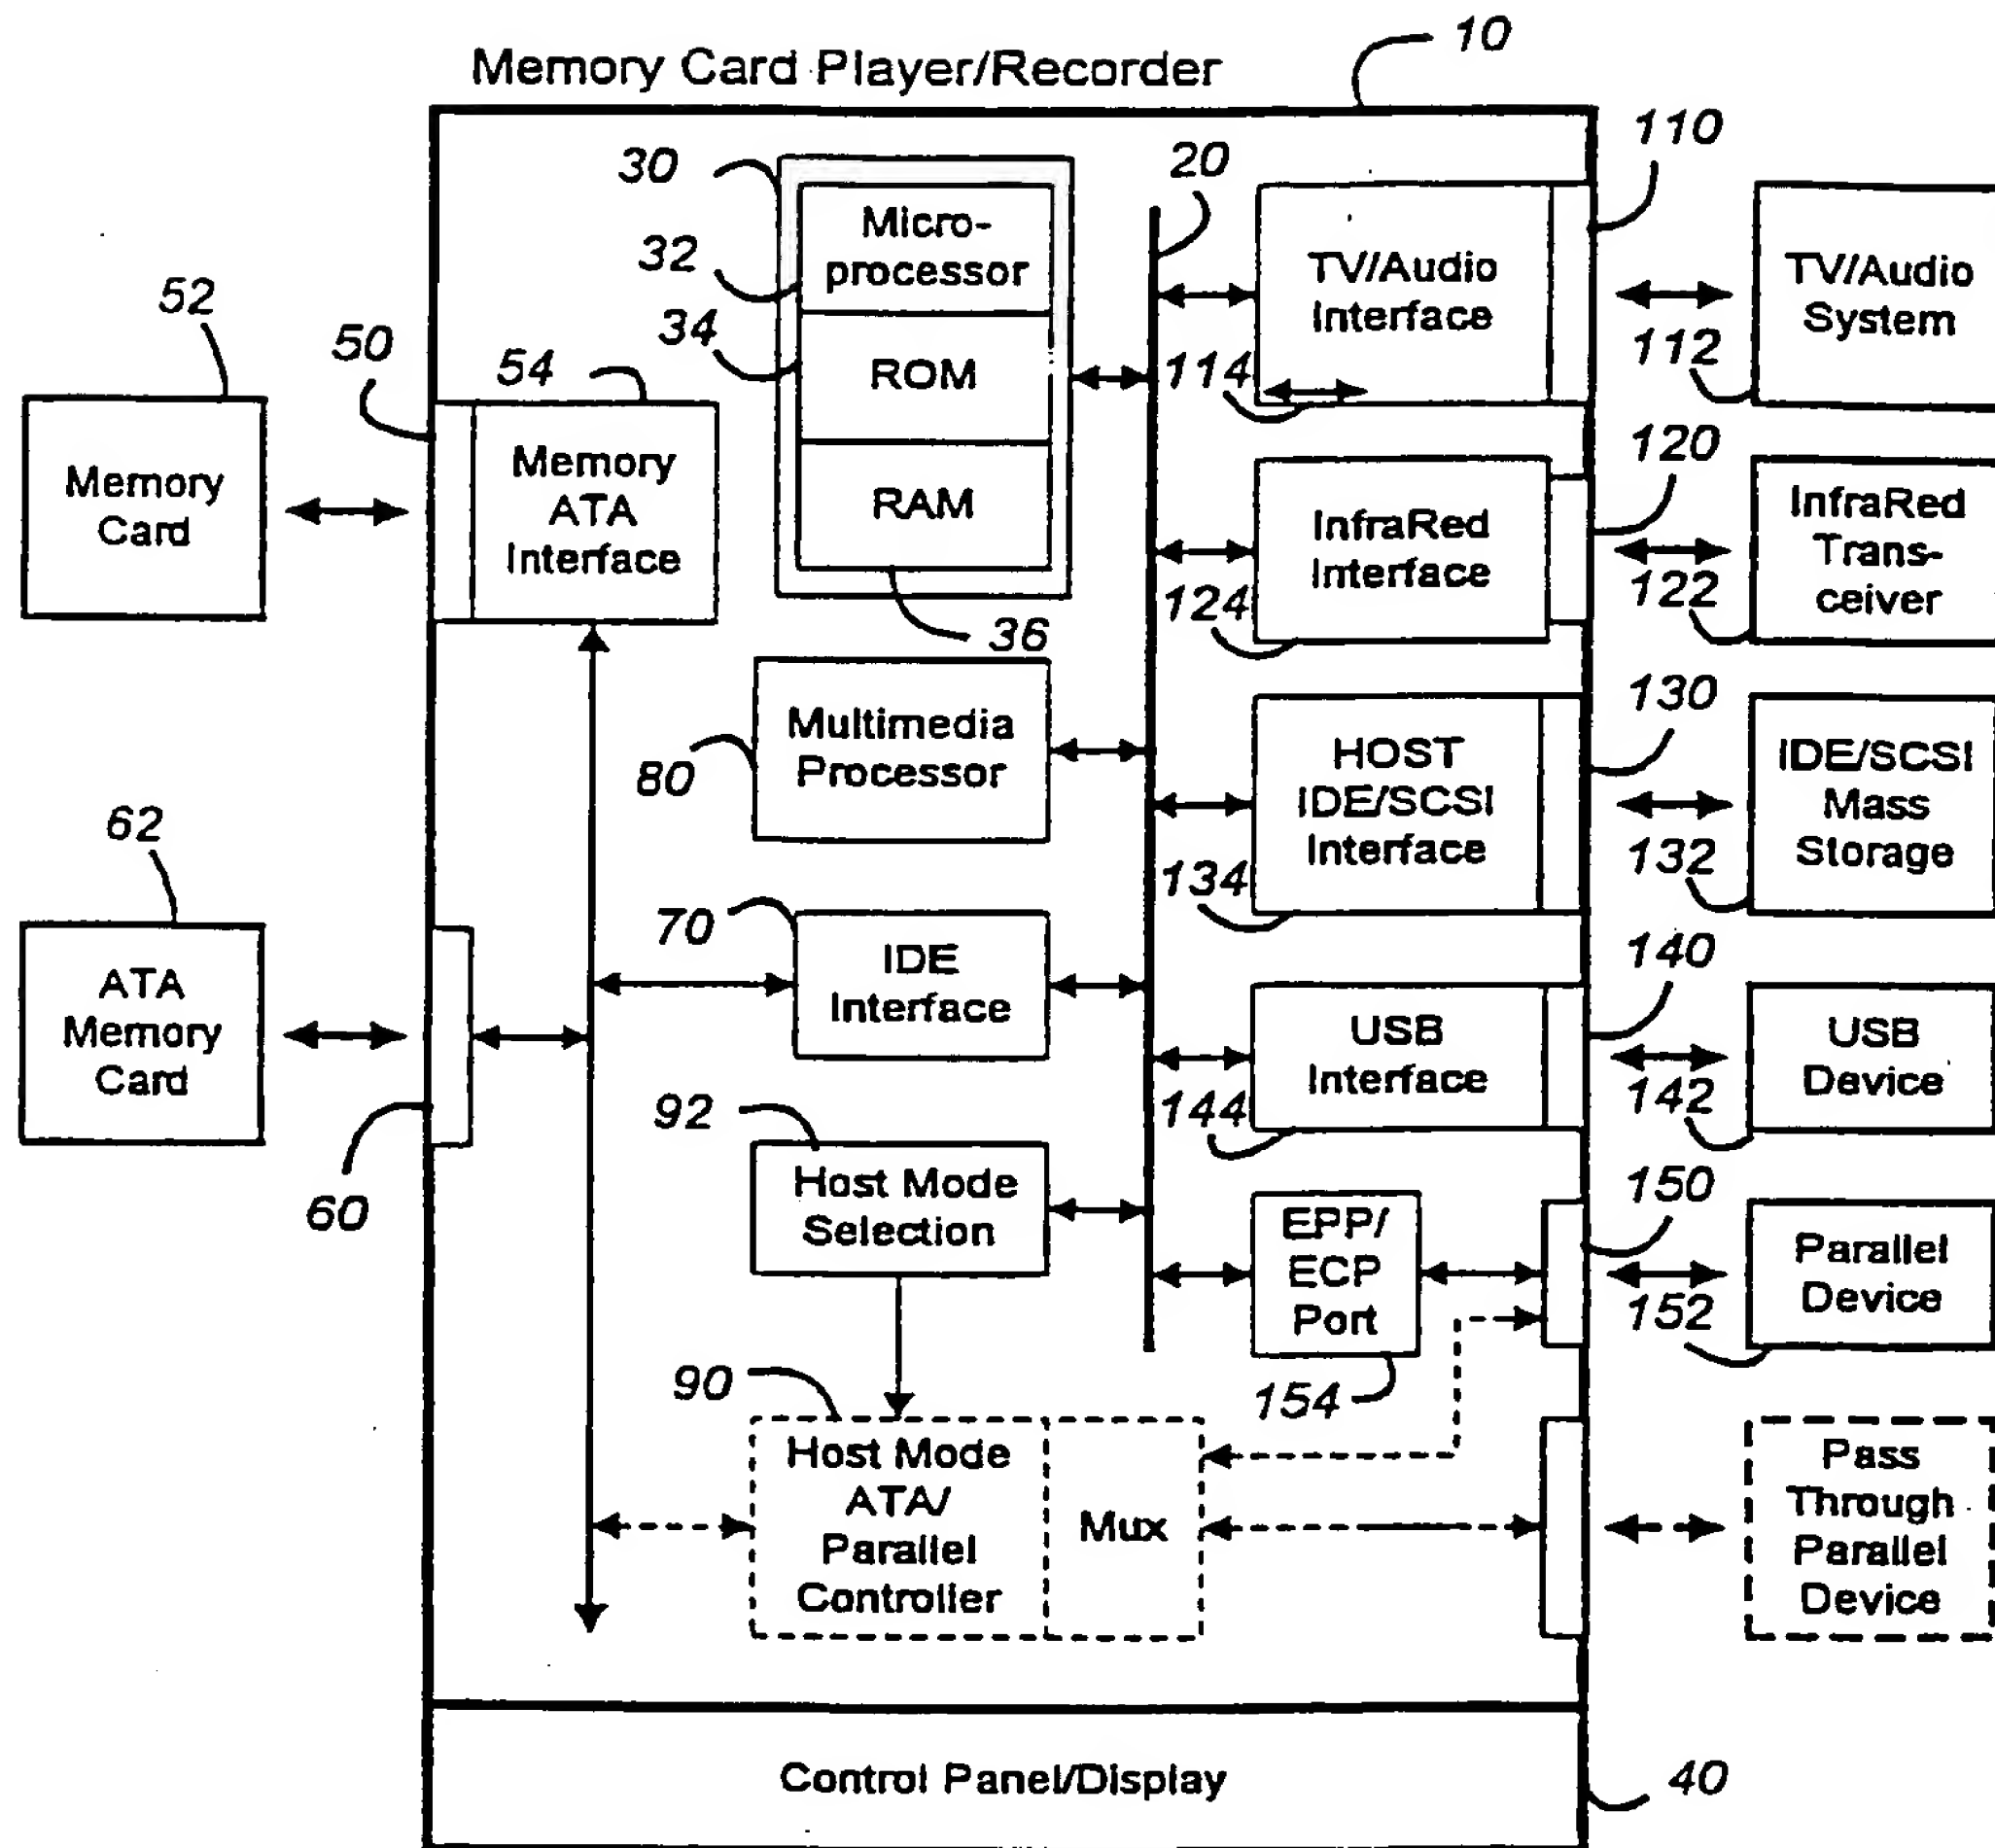 10
Memory Card Player/Recorder
110
30
20
Micro-
processor
32
34
ROM
RAM
36
TV/Audio
Interface
114
TV/Audio
System
112
52
50
54
Memory
Card
Memory
ATA
Interface
120
InfraRed
Interface
124
InfraRed
Trans-
ceiver
122
Multimedia
Processor
80
130
HOST
IDE/SCSI
Interface
134
IDE/SCSI
Mass
Storage
132
62
ATA
Memory
Card
60
70
IDE
Interface
140
USB
Interface
144
USB
Device
142
92
Host Mode
Selection
150
EPP/
ECP
Port
154
Parallel
Device
152
90
Host Mode
ATA/
Parallel
Controller
Mux
Pass
Through
Parallel
Device
Control Panel/Display
40